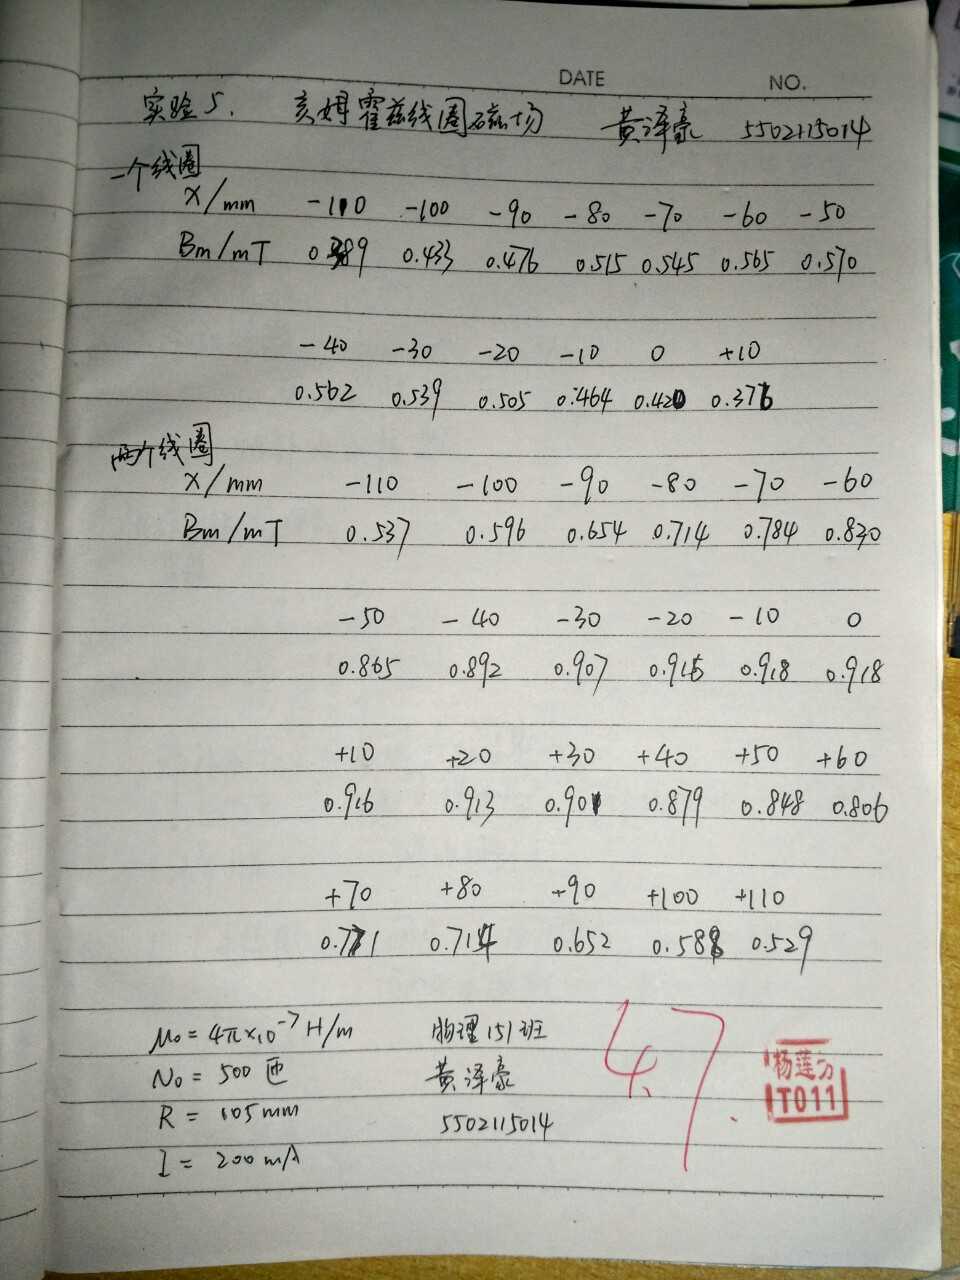 DATE NO.
实验5. 亥姆霍兹线圈磁场 黄泽豪 5502115014
一个线圈
X/mm -110 -100 -90 -80 -70 -60 -50
Bm/mT 0.389 0.433 0.476 0.515 0.545 0.565 0.570
-40 -30 -20 -10 0 +10
0.562 0.539 0.505 0.464 0.420 0.376
两个线圈
X/mm -110 -100 -90 -80 -70 -60
Bm/mT 0.537 0.596 0.654 0.714 0.784 0.830
-50 -40 -30 -20 -10 0
0.865 0.892 0.907 0.915 0.918 0.918
+10 +20 +30 +40 +50 +60
0.916 0.913 0.901 0.879 0.848 0.806
+70 +80 +90 +100 +110
0.771 0.714 0.652 0.588 0.529
μ₀ = 4π×10⁻⁷ H/m 物理151班
N₀ = 500 匝 黄泽豪
R = 105mm 5502115014
I = 200mA
4.7
杨莲
T011